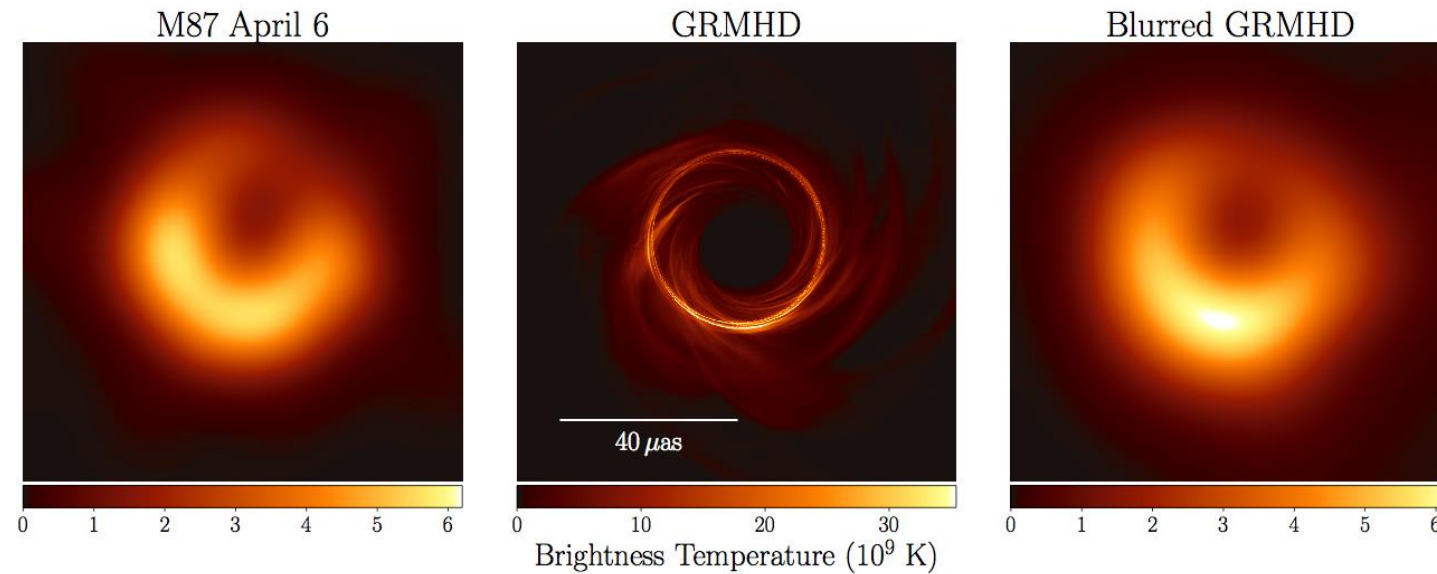 M87 April 6
GRMHD
Blurred GRMHD
40 μas
0 1 2 3 4 5 6
0 10 20 30
0 1 2 3 4 5 6
Brightness Temperature (10⁹ K)